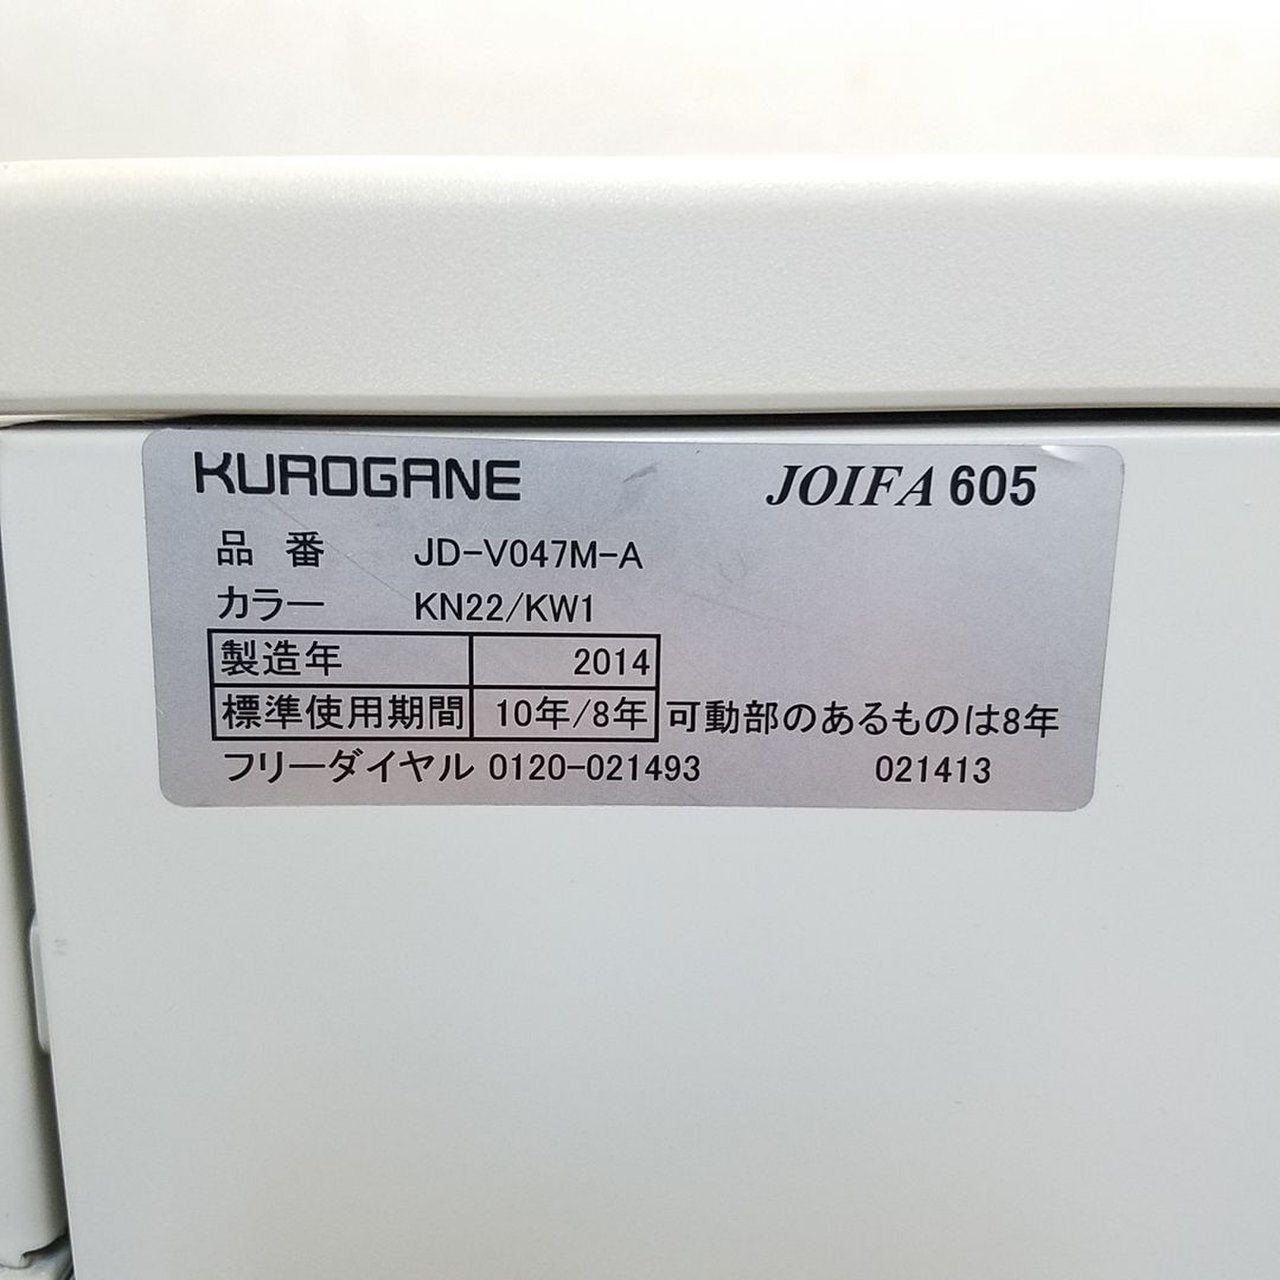 KUROGANE JOIFA 605
品 番 JD-V047M-A
カラー KN22/KW1
製造年 2014
標準使用期間 10年/8年 可動部のあるものは8年
フリーダイヤル 0120-021493 021413